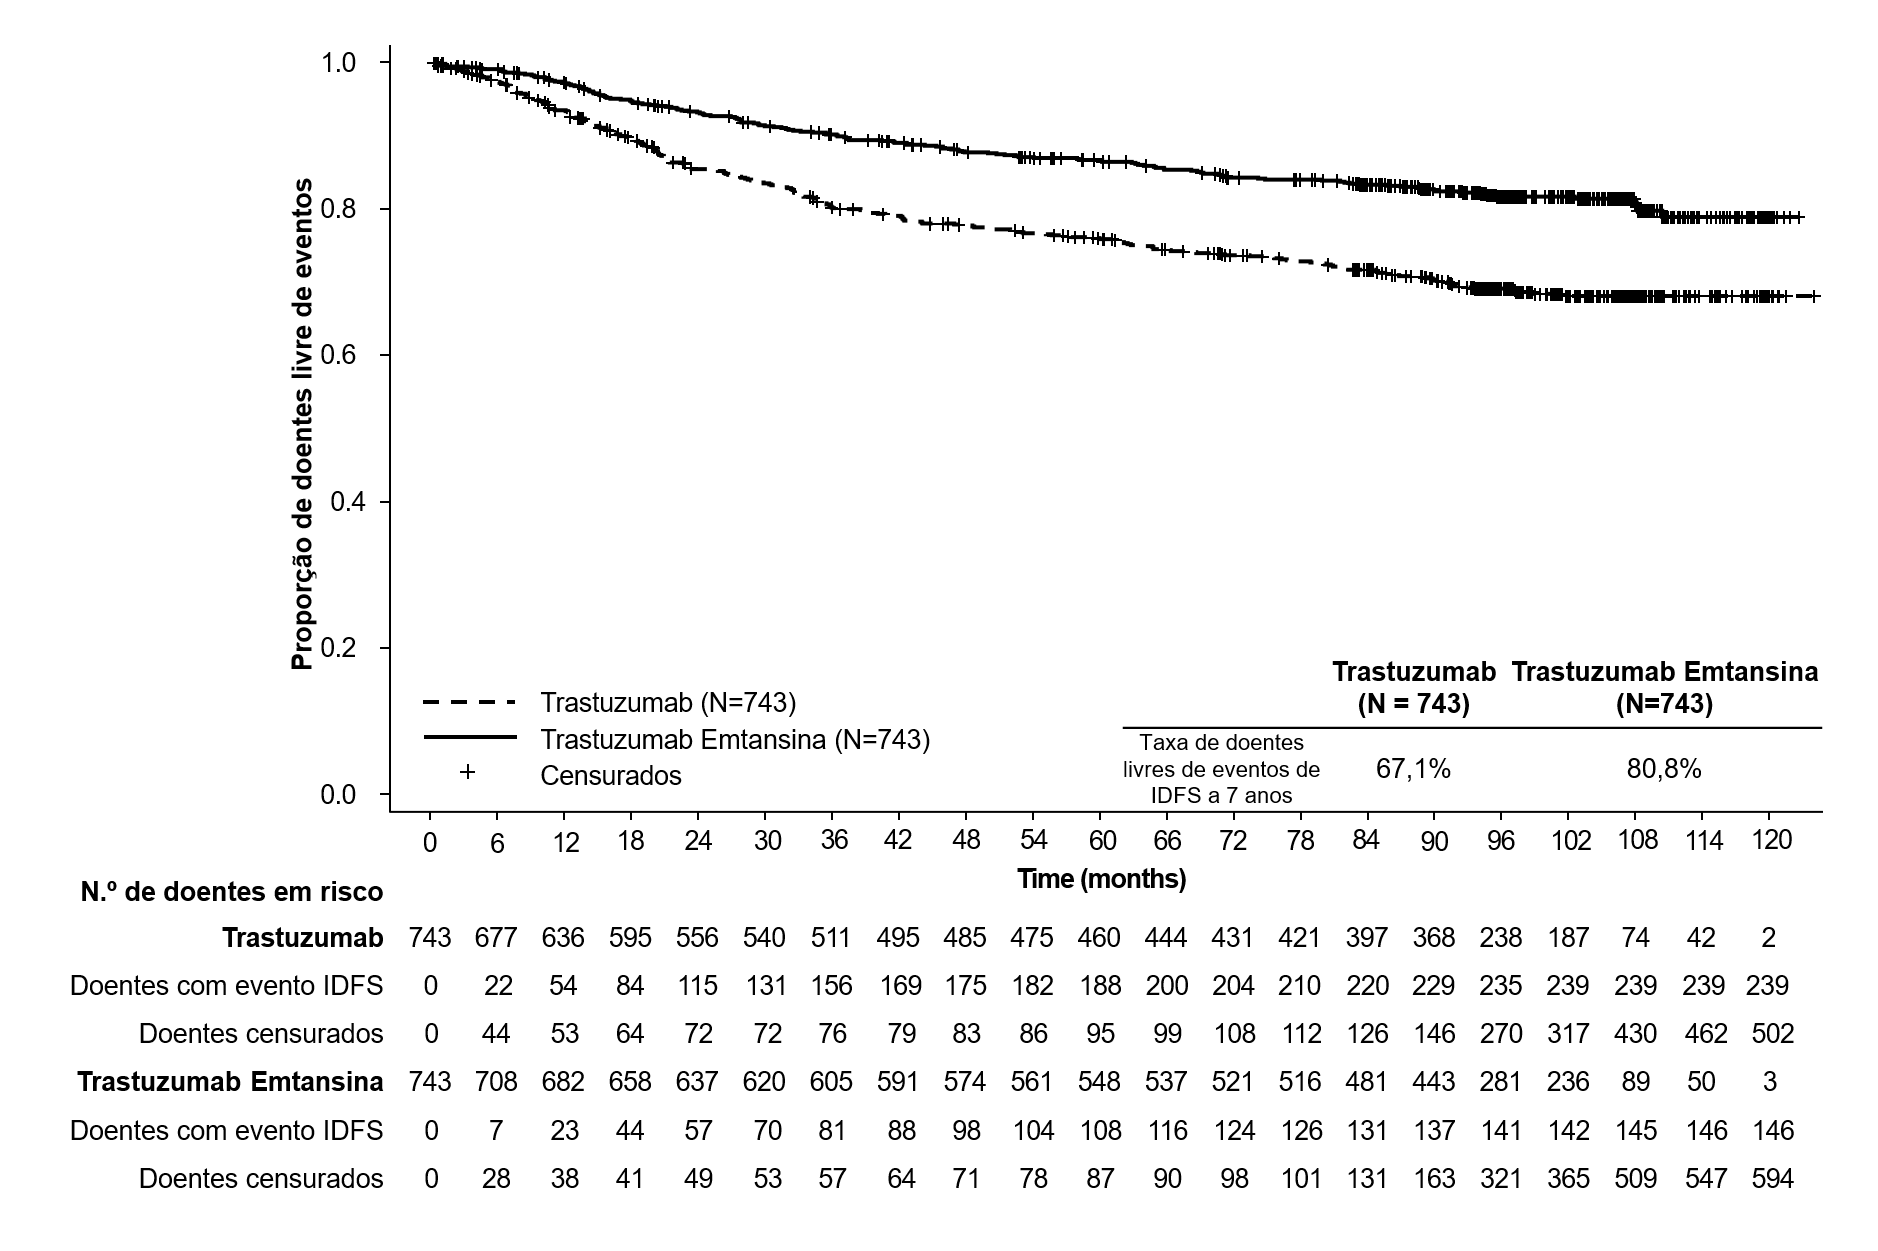 Proporção de doentes livre de eventos
1.0
0.8
0.6
0.4
0.2
0.0
Trastuzumab (N=743)
Trastuzumab Emtansina (N=743)
Censurados
Trastuzumab Trastuzumab Emtansina
(N = 743) (N=743)
Taxa de doentes
livres de eventos de
IDFS a 7 anos
67,1% 80,8%
0 6 12 18 24 30 36 42 48 54 60 66 72 78 84 90 96 102 108 114 120
Time (months)
N.º de doentes em risco
Trastuzumab 743 677 636 595 556 540 511 495 485 475 460 444 431 421 397 368 238 187 74 42 2
Doentes com evento IDFS 0 22 54 84 115 131 156 169 175 182 188 200 204 210 220 229 235 239 239 239 239
Doentes censurados 0 44 53 64 72 72 76 79 83 86 95 99 108 112 126 146 270 317 430 462 502
Trastuzumab Emtansina 743 708 682 658 637 620 605 591 574 561 548 537 521 516 481 443 281 236 89 50 3
Doentes com evento IDFS 0 7 23 44 57 70 81 88 98 104 108 116 124 126 131 137 141 142 145 146 146
Doentes censurados 0 28 38 41 49 53 57 64 71 78 87 90 98 101 131 163 321 365 509 547 594